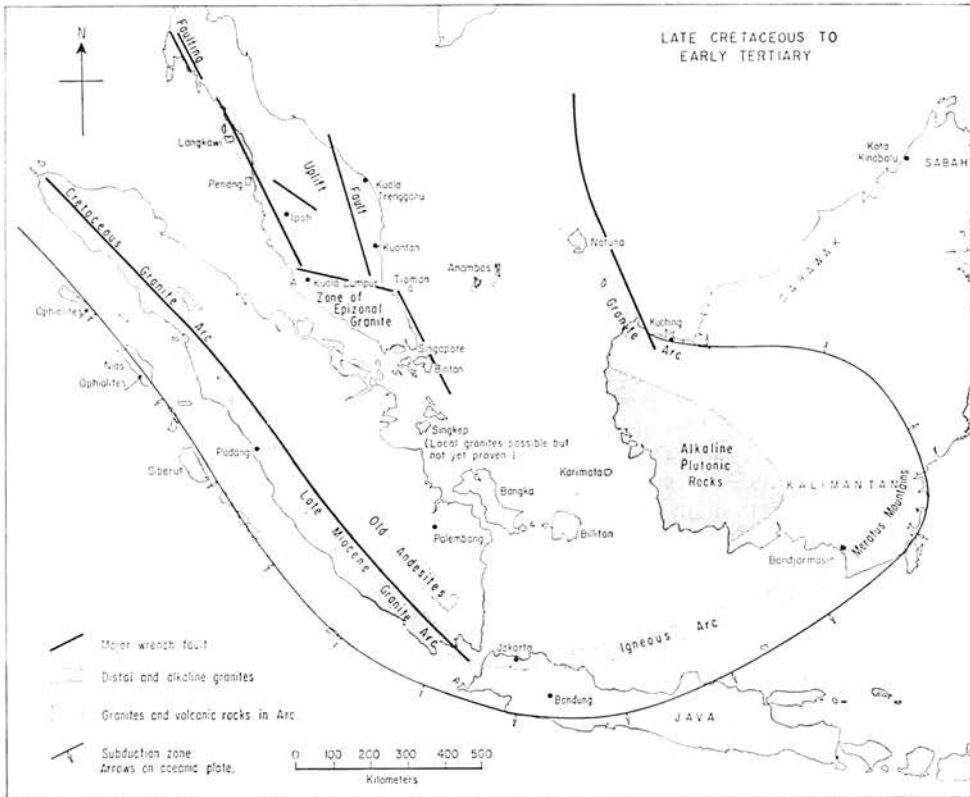 LATE CRETACEOUS TO
EARLY TERTIARY
N
Faulting
Langkawi
Penang
Uplift
Fault
Ipoh
Kuala
Trengganu
Kuantan
Kuala Lumpur
Tioman
Anambas
Natuna
Kota
Kinabalu
SABAH
SARAWAK
Zone of
Epizonal
Granite
Singapore
Bintan
Singkep
(Local granites possible but
not yet proven)
Granite Arc
Kuching
Cretaceous Granite Arc
Ophialites
Nias
Ophialites
Siberut
Padang
Late Miocene Granite Arc
Old Andesites
Bangka
Palembang
Karimata
Billiton
Alkaline
Plutonic
Rocks
KALIMANTAN
Meratus Mountains
Bandjarmasin
Igneous Arc
Jakarta
Bandung
JAVA
Major wrench fault
Distal and alkaline granites
Granites and volcanic rocks in Arc
Subduction zone
Arrows on oceanic plate.
0 100 200 300 400 500
Kilometers